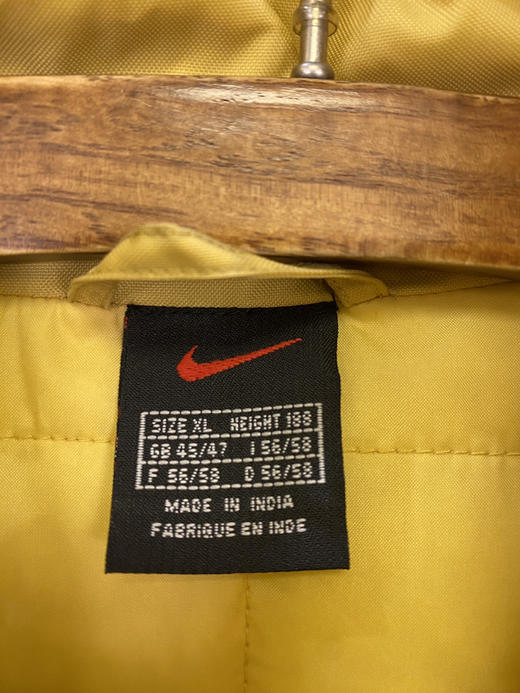 SIZE XL HEIGHT 188
GB 45/47 I 56/58
F 56/58 D 56/58
MADE IN INDIA
FABRIQUE EN INDE